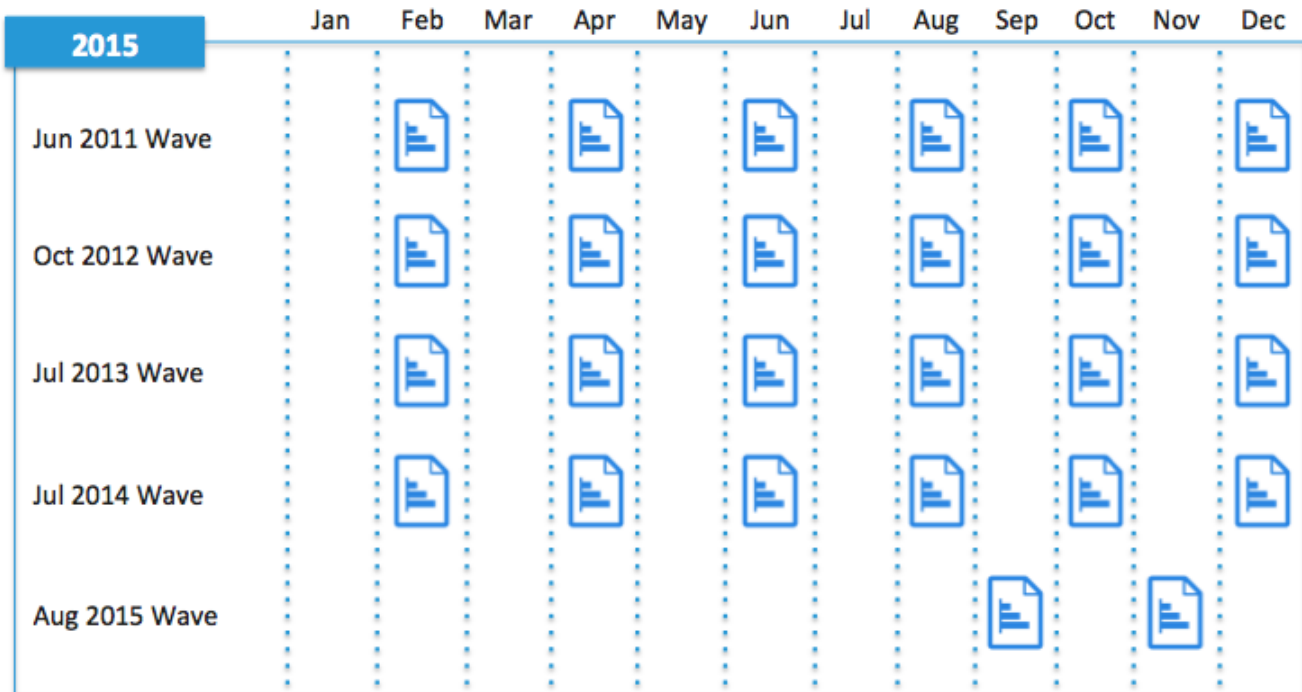 Jan Feb Mar Apr May Jun Jul Aug Sep Oct Nov Dec
2015
Jun 2011 Wave
Oct 2012 Wave
Jul 2013 Wave
Jul 2014 Wave
Aug 2015 Wave